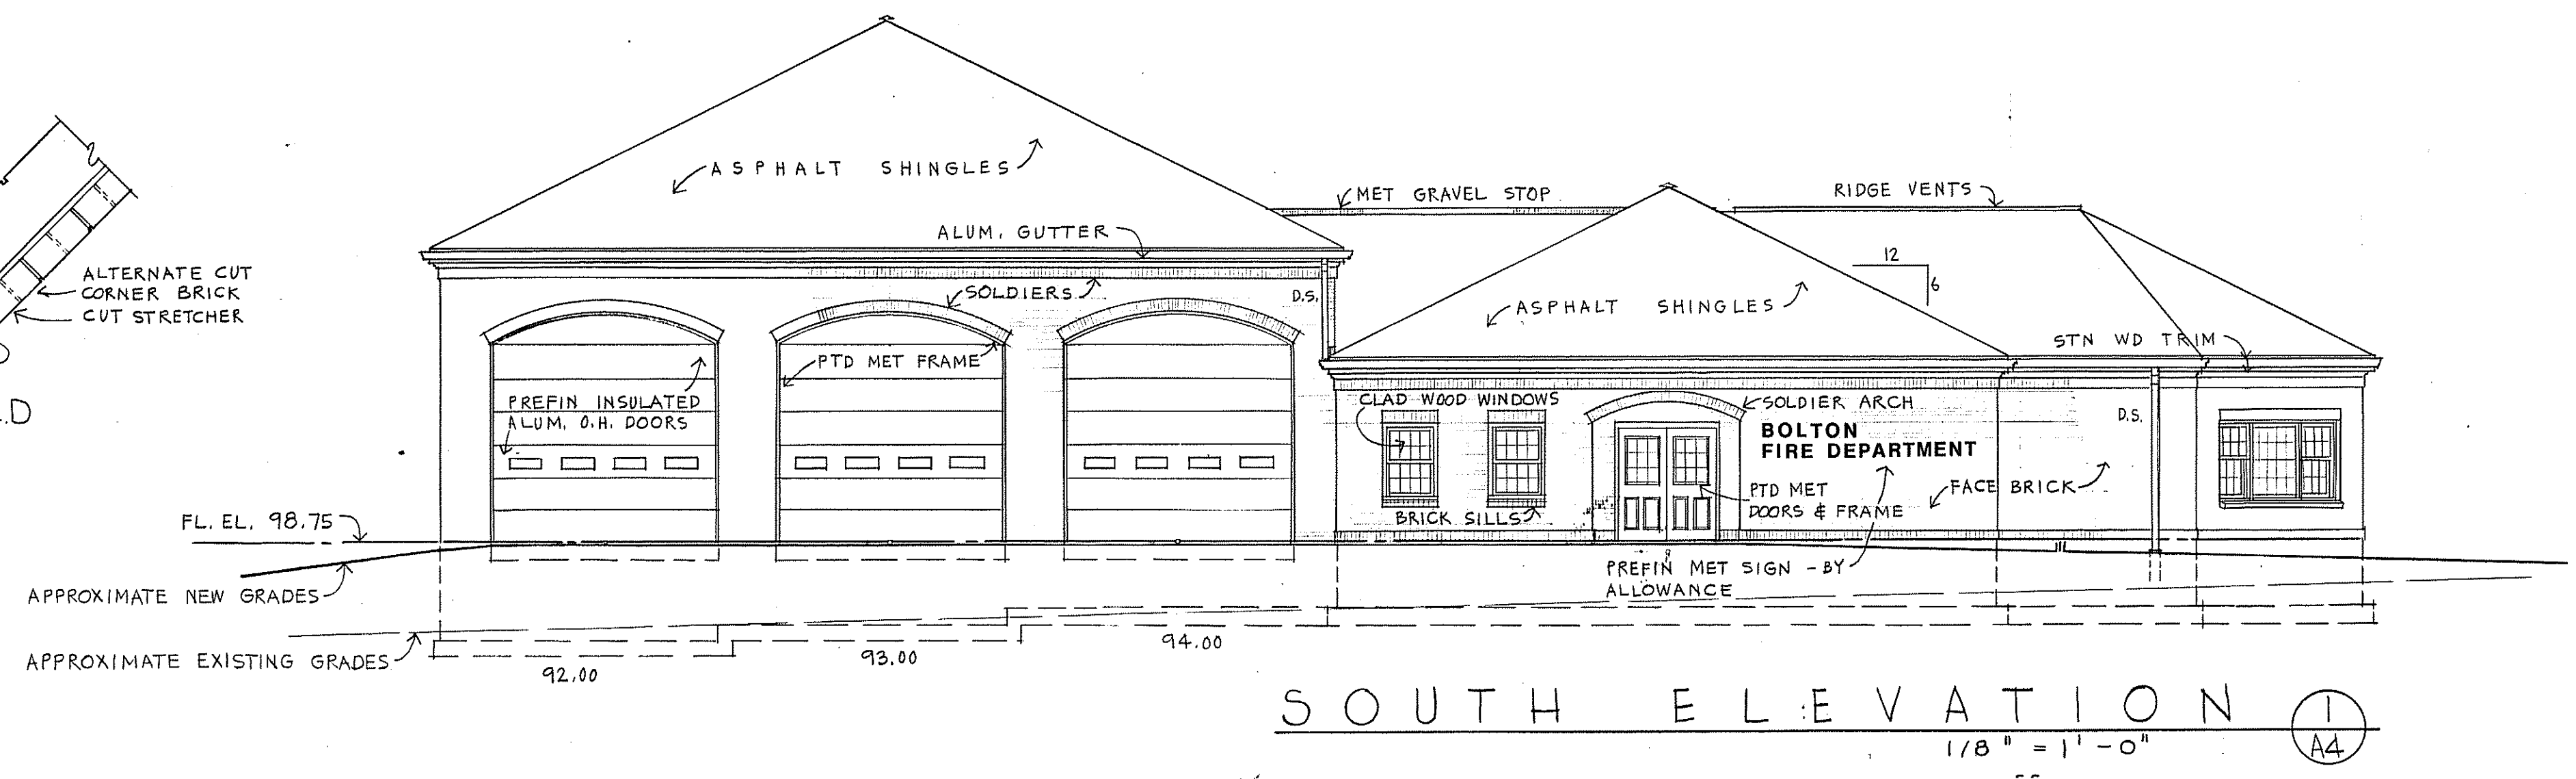 ASPHALT SHINGLES
MET GRAVEL STOP
RIDGE VENTS
ALUM. GUTTER
12
6
ALTERNATE CUT
CORNER BRICK
CUT STRETCHER
SOLDIERS
D.S.
ASPHALT SHINGLES
STN WD TRIM
PTD MET FRAME
PREFIN INSULATED
ALUM. O.H. DOORS
CLAD WOOD WINDOWS
SOLDIER ARCH
D.S.
BOLTON
FIRE DEPARTMENT
PTD MET
DOORS & FRAME
FACE BRICK
BRICK SILLS
FL. EL. 98.75
PREFIN MET SIGN - BY
ALLOWANCE
APPROXIMATE NEW GRADES
APPROXIMATE EXISTING GRADES
92.00
93.00
94.00
SOUTH ELEVATION
1
A4
1/8" = 1'-0"